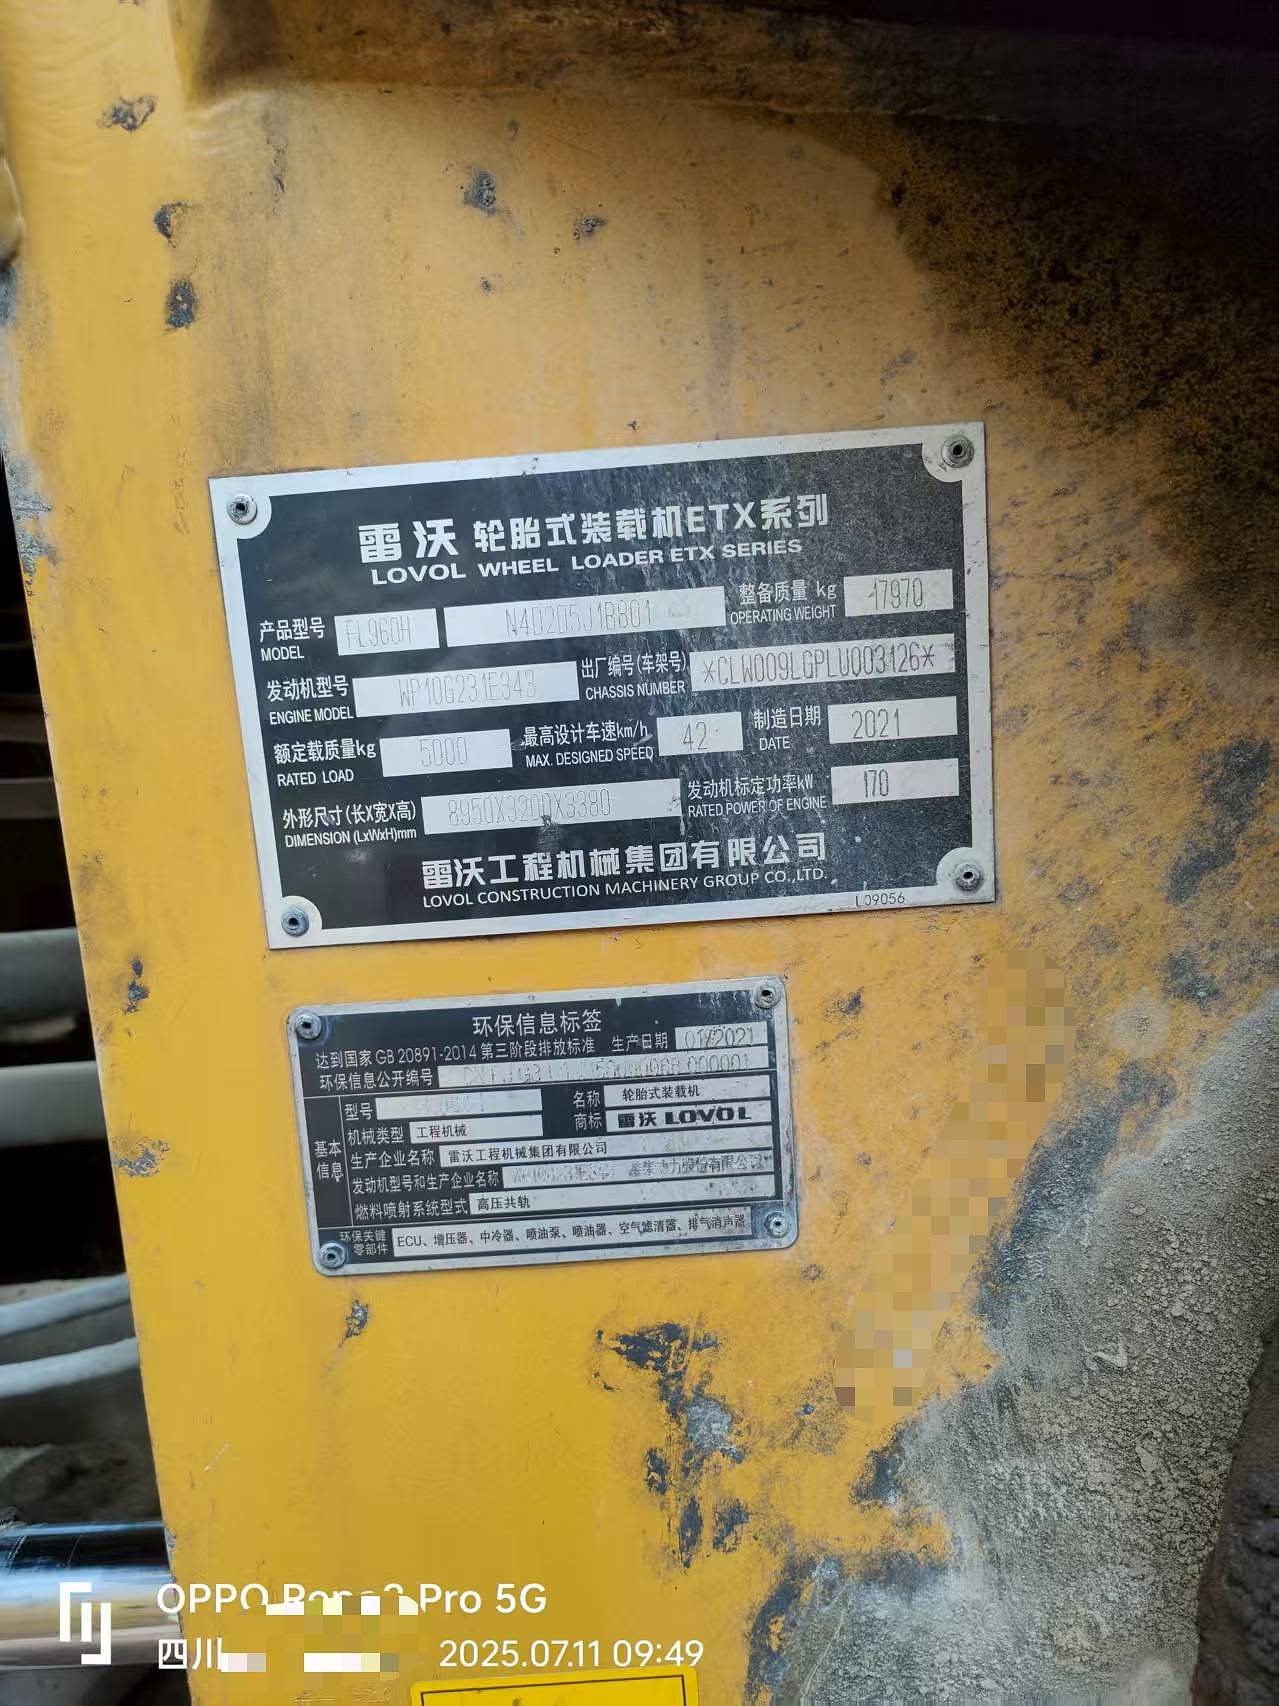 雷沃 轮胎式装载机ETX系列
LOVOL WHEEL LOADER ETX SERIES
产品型号 FL960H N4D2D5J1B801 整备质量 kg 17970
MODEL OPERATING WEIGHT
发动机型号 WP10G231E343 出厂编号(车架号) *CLW009LGPLU003126*
ENGINE MODEL CHASSIS NUMBER
额定载质量kg 5000 最高设计车速km/h 42 制造日期 2021
RATED LOAD MAX. DESIGNED SPEED DATE
外形尺寸(长X宽X高) 8950X3200X3380 发动机标定功率kW 170
DIMENSION (LxWxH)mm RATED POWER OF ENGINE
雷沃工程机械集团有限公司
LOVOL CONSTRUCTION MACHINERY GROUP CO.,LTD.
L09056
环保信息标签
达到国家 GB 20891-2014 第三阶段排放标准 生产日期 01/2021
环保信息公开编号
基本信息
型号 名称 轮胎式装载机
机械类型 工程机械 商标 雷沃 LOVOL
生产企业名称 雷沃工程机械集团有限公司
发动机型号和生产企业名称 动力股份有限公司
燃料喷射系统型式 高压共轨
环保关键零部件 ECU、增压器、中冷器、喷油泵、喷油器、空气滤清器、排气消声器
OPPO Pro 5G
四川 2025.07.11 09:49